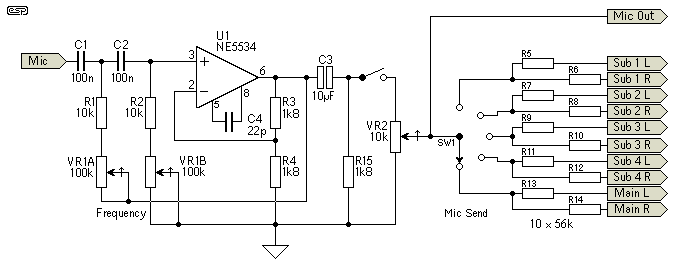 esp
Mic Out
U1
NE5534
C1
C2
C3
Mic
100n
100n
3
+
6
2
-
5
8
10µF
R1
10k
R2
10k
C4
22p
R3
1k8
VR2
10k
SW1
VR1A
100k
VR1B
100k
R4
1k8
R15
1k8
Frequency
Mic Send
R5
Sub 1 L
R6
Sub 1 R
R7
Sub 2 L
R8
Sub 2 R
R9
Sub 3 L
R10
Sub 3 R
R11
Sub 4 L
R12
Sub 4 R
R13
Main L
R14
Main R
10 x 56k